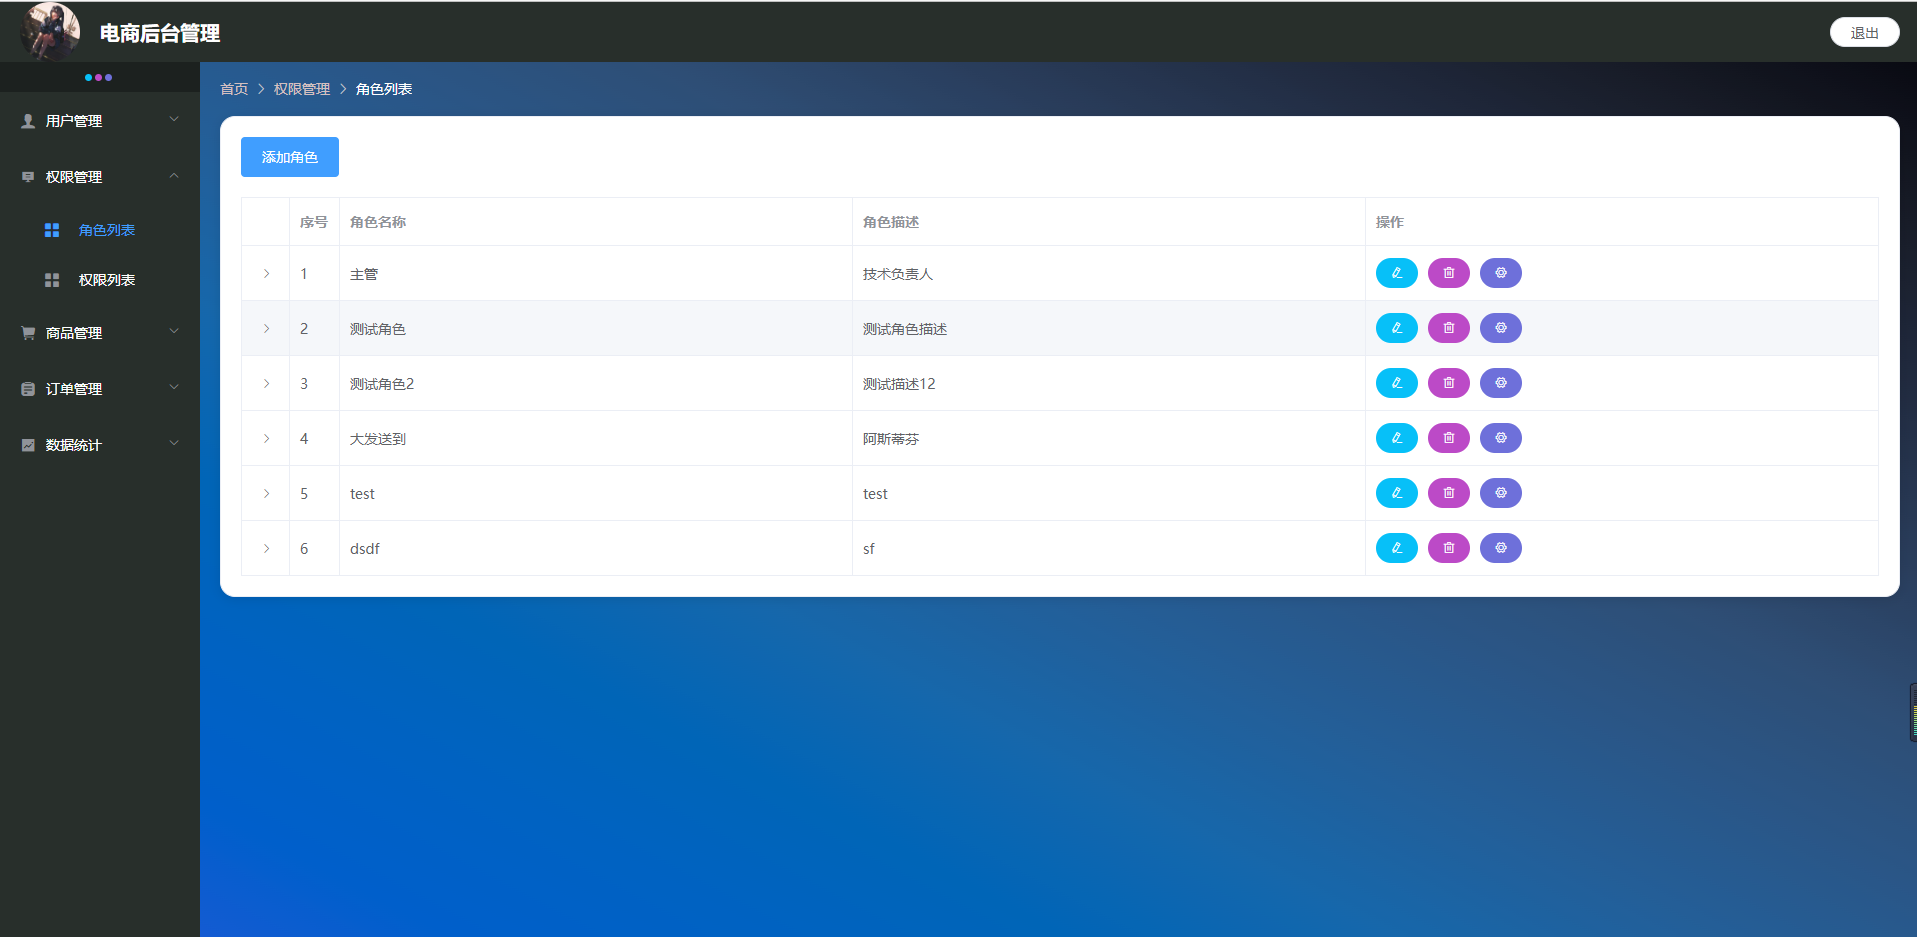 电商后台管理
退出
首页 权限管理 角色列表
用户管理
权限管理
角色列表
权限列表
商品管理
订单管理
数据统计
添加角色
序号 角色名称 角色描述 操作
1 主管 技术负责人
2 测试角色 测试角色描述
3 测试角色2 测试描述12
4 大发送到 阿斯蒂芬
5 test test
6 dsdf sf